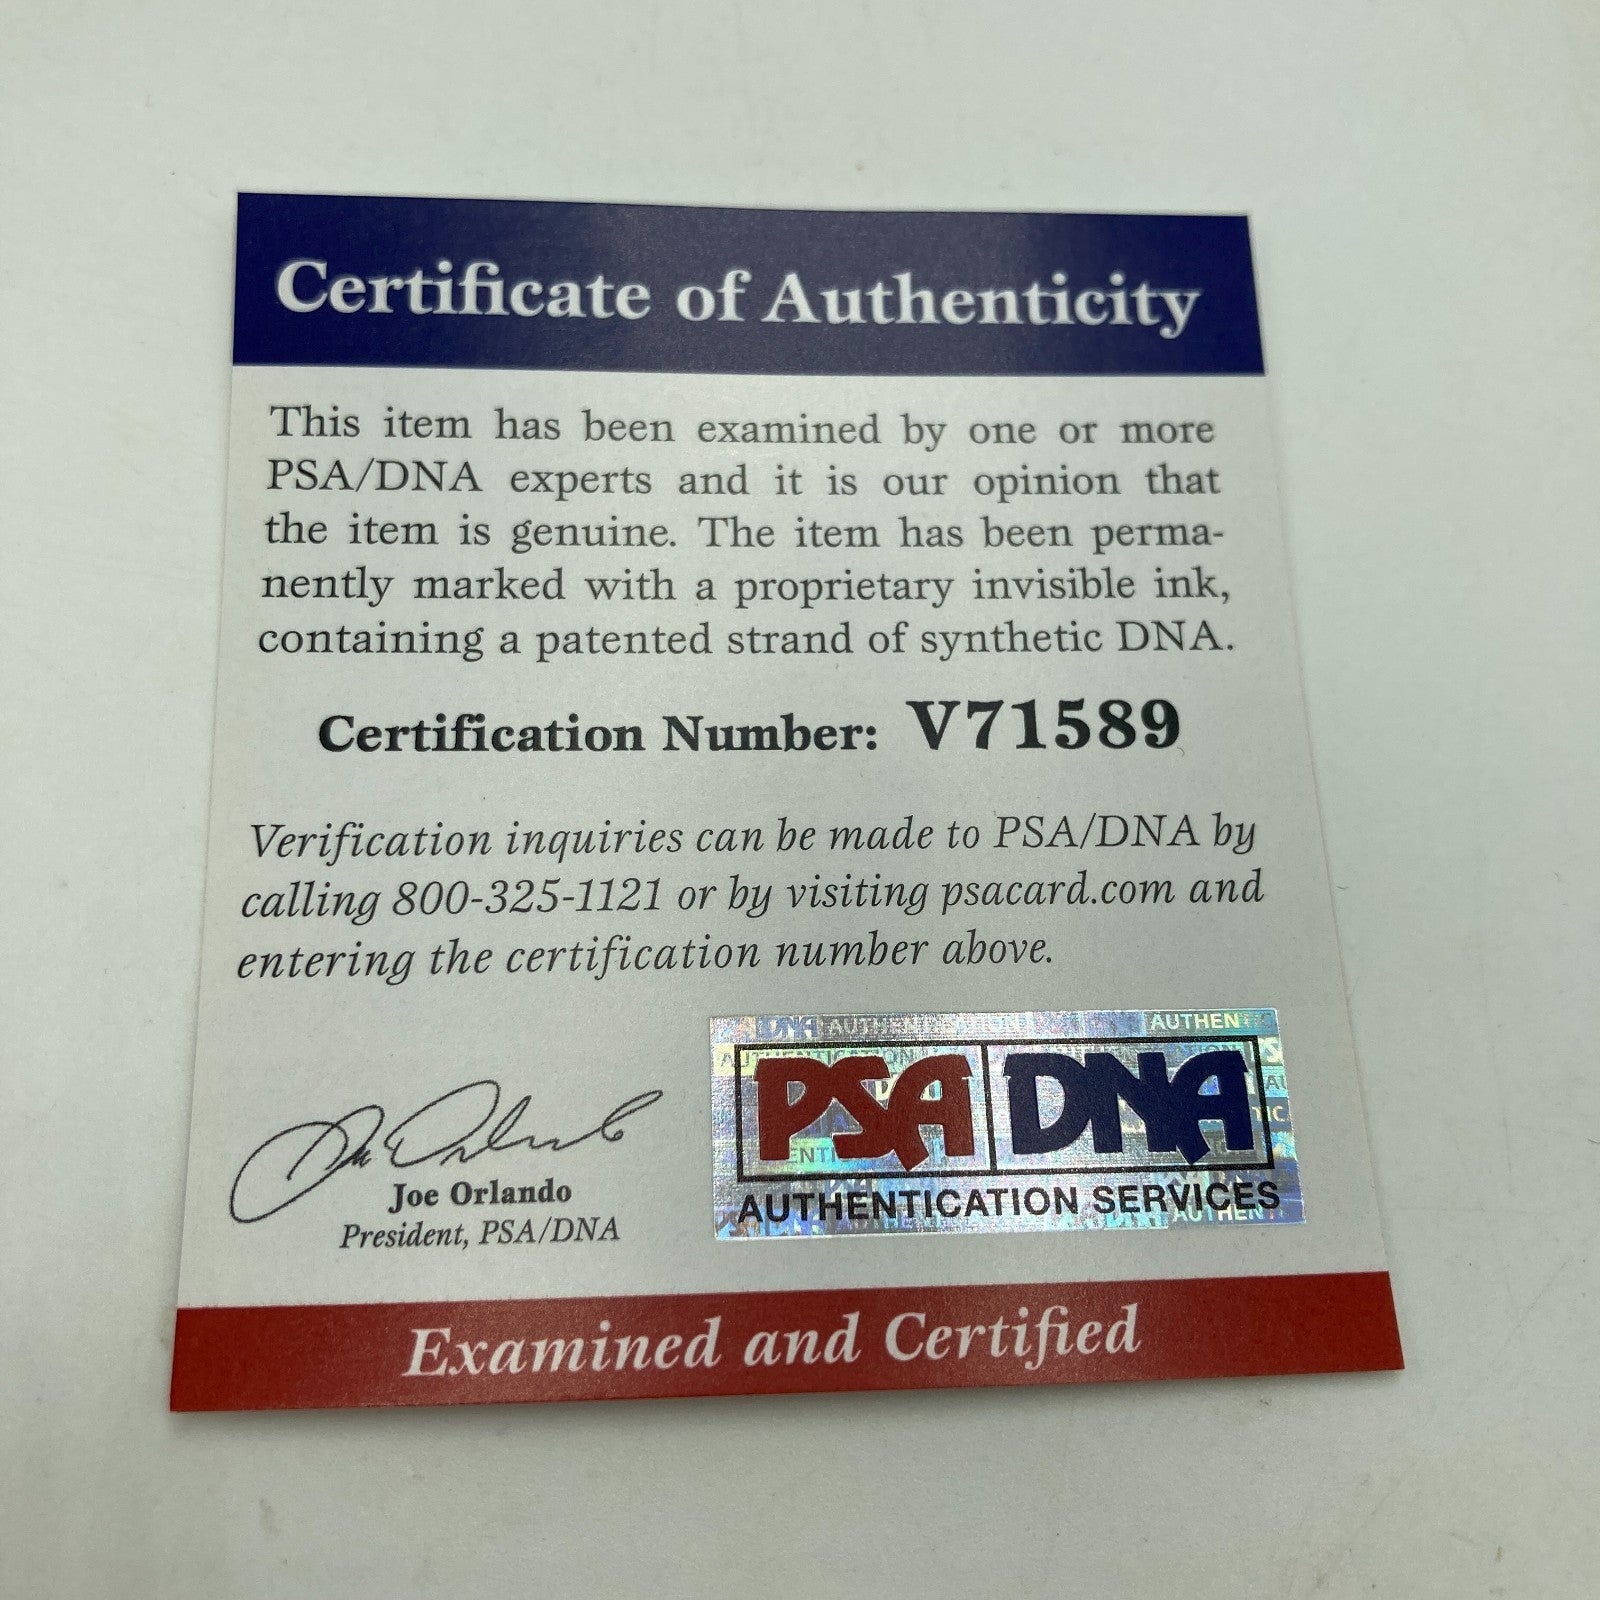 Certificate of Authenticity
This item has been examined by one or more
PSA/DNA experts and it is our opinion that
the item is genuine. The item has been perma-
nently marked with a proprietary invisible ink,
containing a patented strand of synthetic DNA.
Certification Number: V71589
Verification inquiries can be made to PSA/DNA by
calling 800-325-1121 or by visiting psacard.com and
entering the certification number above.
Joe Orlando
President, PSA/DNA
PSA DNA
AUTHENTICATION SERVICES
Examined and Certified